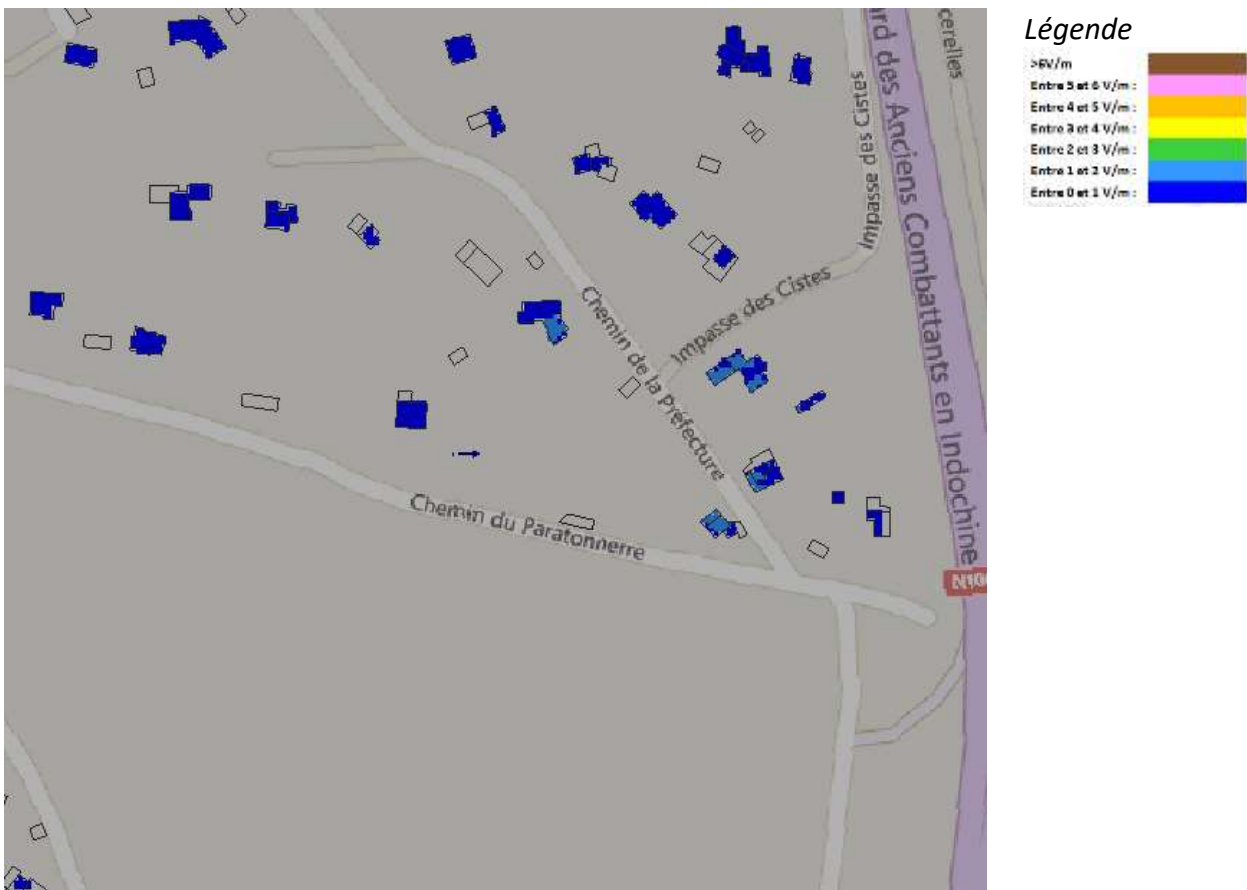 Légende
>6V/m
Entre 5 et 6 V/m :
Entre 4 et 5 V/m :
Entre 3 et 4 V/m :
Entre 2 et 3 V/m :
Entre 1 et 2 V/m :
Entre 0 et 1 V/m :
ard des Anciens Combattants en Indochine
cerelles
Impasse des Cistes
Impasse des Cistes
Chemin de la Préfecture
Chemin du Paratonnerre